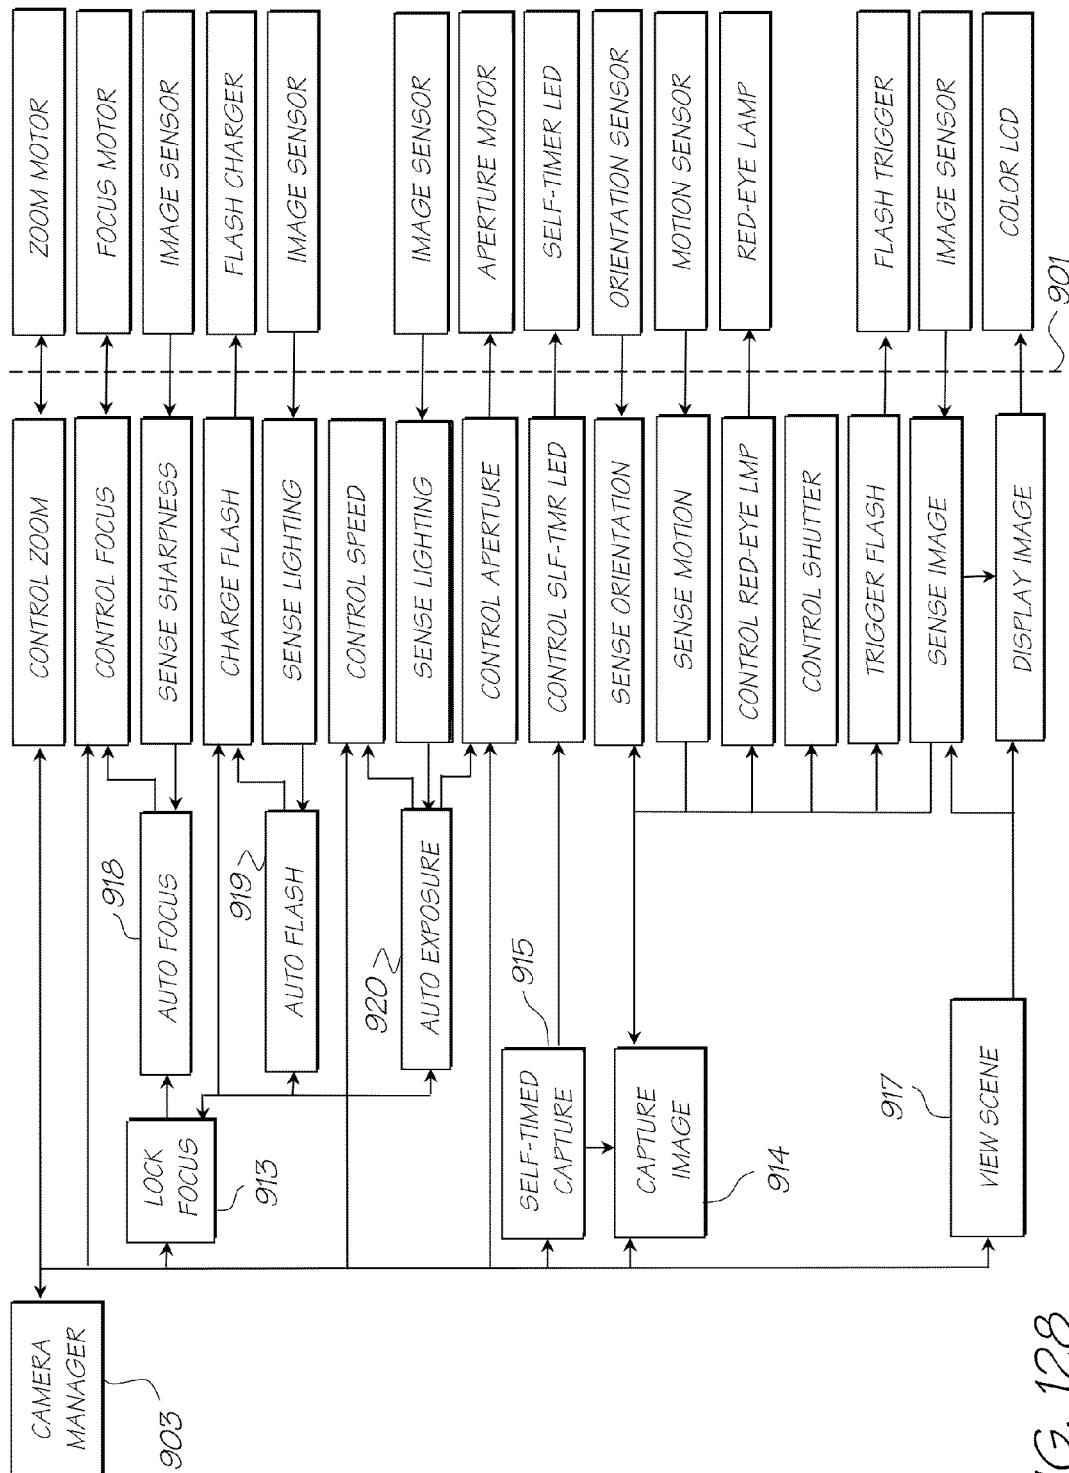 ZOOM MOTOR
FOCUS MOTOR
IMAGE SENSOR
FLASH CHARGER
IMAGE SENSOR
IMAGE SENSOR
APERTURE MOTOR
SELF-TIMER LED
ORIENTATION SENSOR
MOTION SENSOR
RED-EYE LAMP
FLASH TRIGGER
IMAGE SENSOR
COLOR LCD
901
CONTROL ZOOM
CONTROL FOCUS
SENSE SHARPNESS
CHARGE FLASH
SENSE LIGHTING
CONTROL SPEED
SENSE LIGHTING
CONTROL APERTURE
CONTROL SLF-TMR LED
SENSE ORIENTATION
SENSE MOTION
CONTROL RED-EYE LMP
CONTROL SHUTTER
TRIGGER FLASH
SENSE IMAGE
DISPLAY IMAGE
918
AUTO FOCUS
919
AUTO FLASH
920
AUTO EXPOSURE
LOCK
FOCUS
913
915
SELF-TIMED
CAPTURE
CAPTURE
IMAGE
914
917
VIEW SCENE
CAMERA
MANAGER
903
128